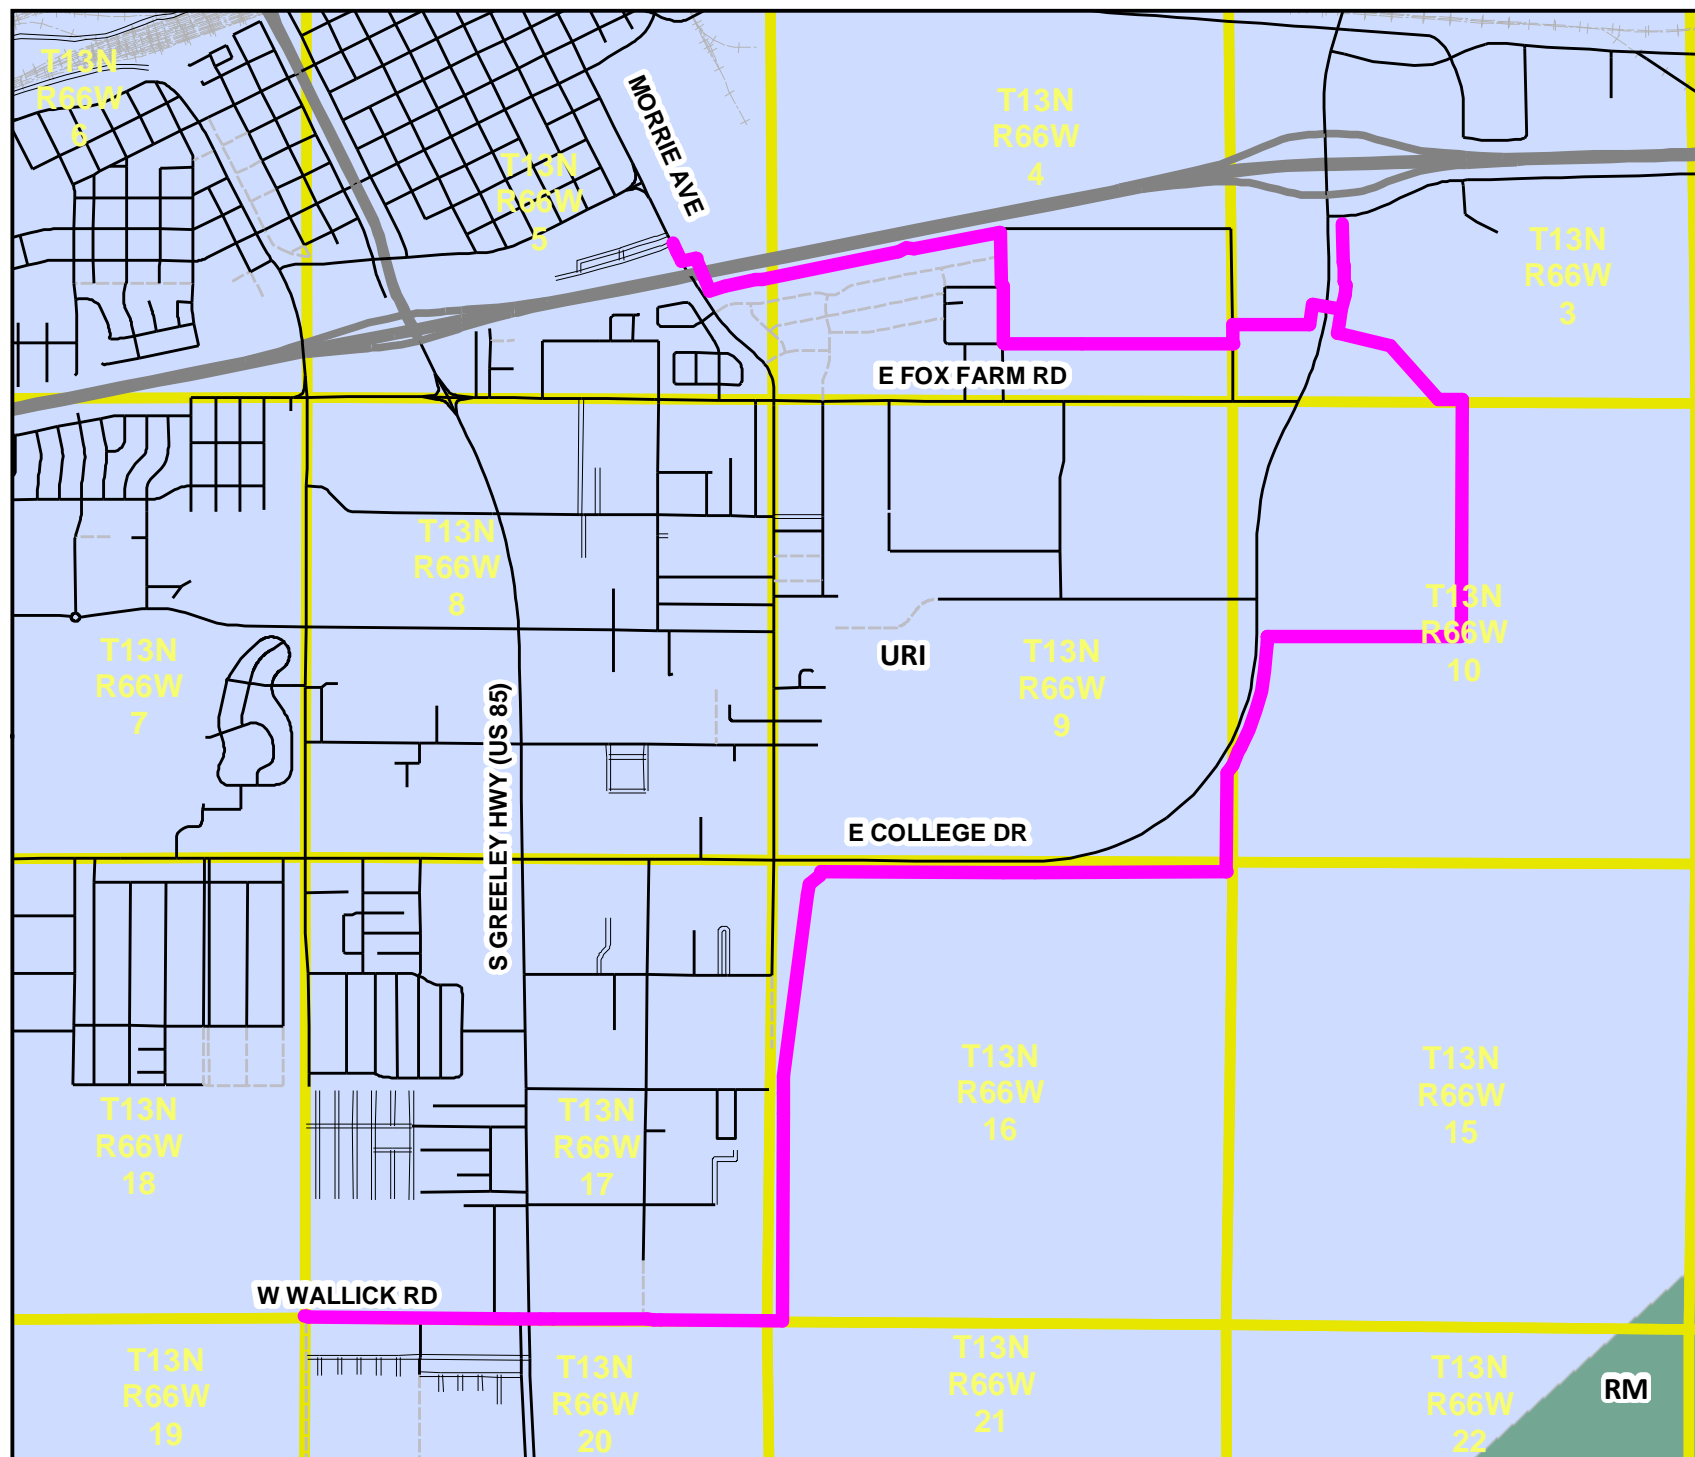 T13N
R66W
6
MORRIE AVE
T13N
R66W
5
T13N
R66W
4
T13N
R66W
3
E FOX FARM RD
T13N
R66W
7
T13N
R66W
8
S GREELEY HWY (US 85)
URI
T13N
R66W
9
T13N
R66W
10
E COLLEGE DR
T13N
R66W
18
T13N
R66W
17
T13N
R66W
16
T13N
R66W
15
W WALLICK RD
T13N
R66W
19
T13N
R66W
20
T13N
R66W
21
T13N
R66W
22
RM